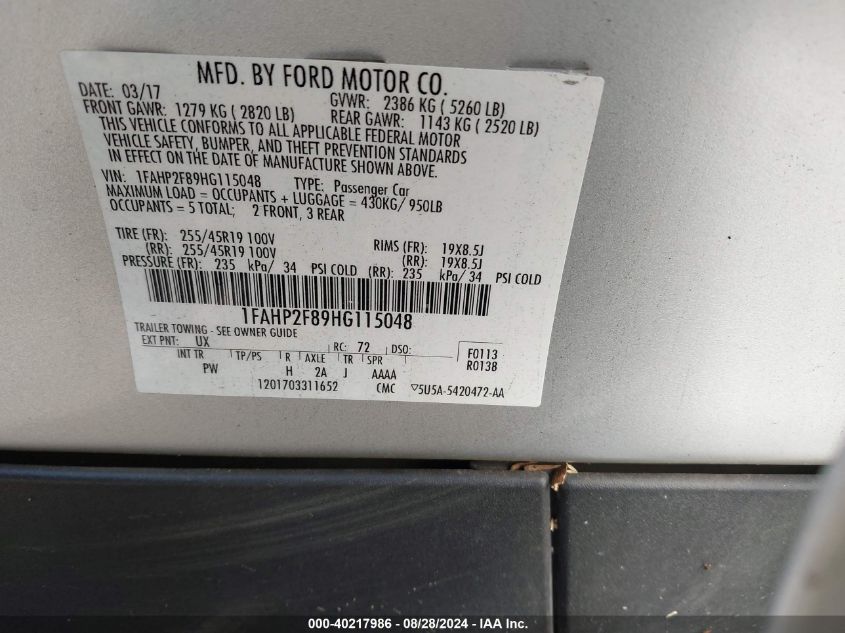 MFD. BY FORD MOTOR CO.
DATE: 03/17 GVWR: 2386 KG ( 5260 LB)
FRONT GAWR: 1279 KG ( 2820 LB) REAR GAWR: 1143 KG ( 2520 LB)
THIS VEHICLE CONFORMS TO ALL APPLICABLE FEDERAL MOTOR
VEHICLE SAFETY, BUMPER, AND THEFT PREVENTION STANDARDS
IN EFFECT ON THE DATE OF MANUFACTURE SHOWN ABOVE.
VIN: 1FAHP2F89HG115048 TYPE: Passenger Car
MAXIMUM LOAD = OCCUPANTS + LUGGAGE = 430KG/ 950LB
OCCUPANTS = 5 TOTAL; 2 FRONT, 3 REAR
TIRE (FR): 255/45R19 100V RIMS (FR): 19X8.5J
(RR): 255/45R19 100V (RR): 19X8.5J
PRESSURE (FR): 235 kPa/ 34 PSI COLD (RR): 235 kPa/ 34 PSI COLD
1FAHP2F89HG115048
TRAILER TOWING - SEE OWNER GUIDE
EXT PNT: UX RC: 72 DSO: F0113
INT TR TP/PS R AXLE TR SPR R0138
PW H 2A J AAAA
1201703311652 CMC ▽5U5A-5420472-AA
000-40217986 - 08/28/2024 - IAA Inc.